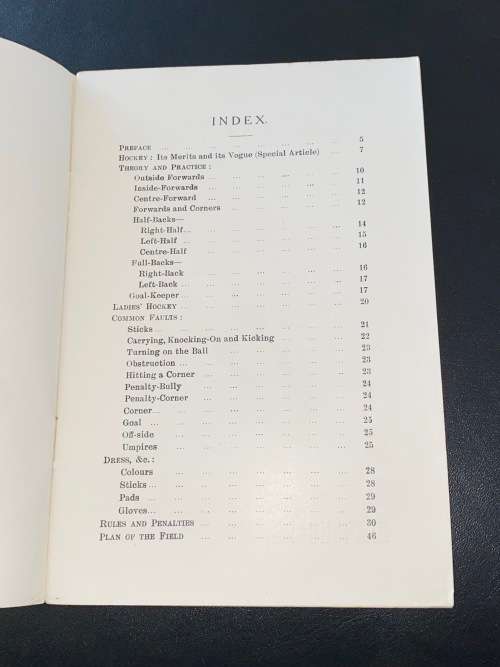 INDEX.
PREFACE ... 5
HOCKEY: Its Merits and its Vogue (Special Article) ... 7
THEORY AND PRACTICE:
Outside Forwards ... 10
Inside-Forwards ... 11
Centre-Forward ... 12
Forwards and Corners ... 12
Half-Backs—
Right-Half... 14
Left-Half ... 15
Centre-Half ... 16
Full-Backs—
Right-Back ... 16
Left-Back ... 17
Goal-Keeper... 17
LADIES' HOCKEY ... 20
COMMON FAULTS:
Sticks ... 21
Carrying, Knocking-On and Kicking ... 22
Turning on the Ball ... 23
Obstruction ... 23
Hitting a Corner ... 23
Penalty-Bully ... 24
Penalty-Corner ... 24
Corner... 24
Goal ... 25
Off-side ... 25
Umpires ... 25
DRESS, &c.:
Colours ... 28
Sticks ... 28
Pads ... 29
Gloves... 29
RULES AND PENALTIES ... 30
PLAN OF THE FIELD ... 46